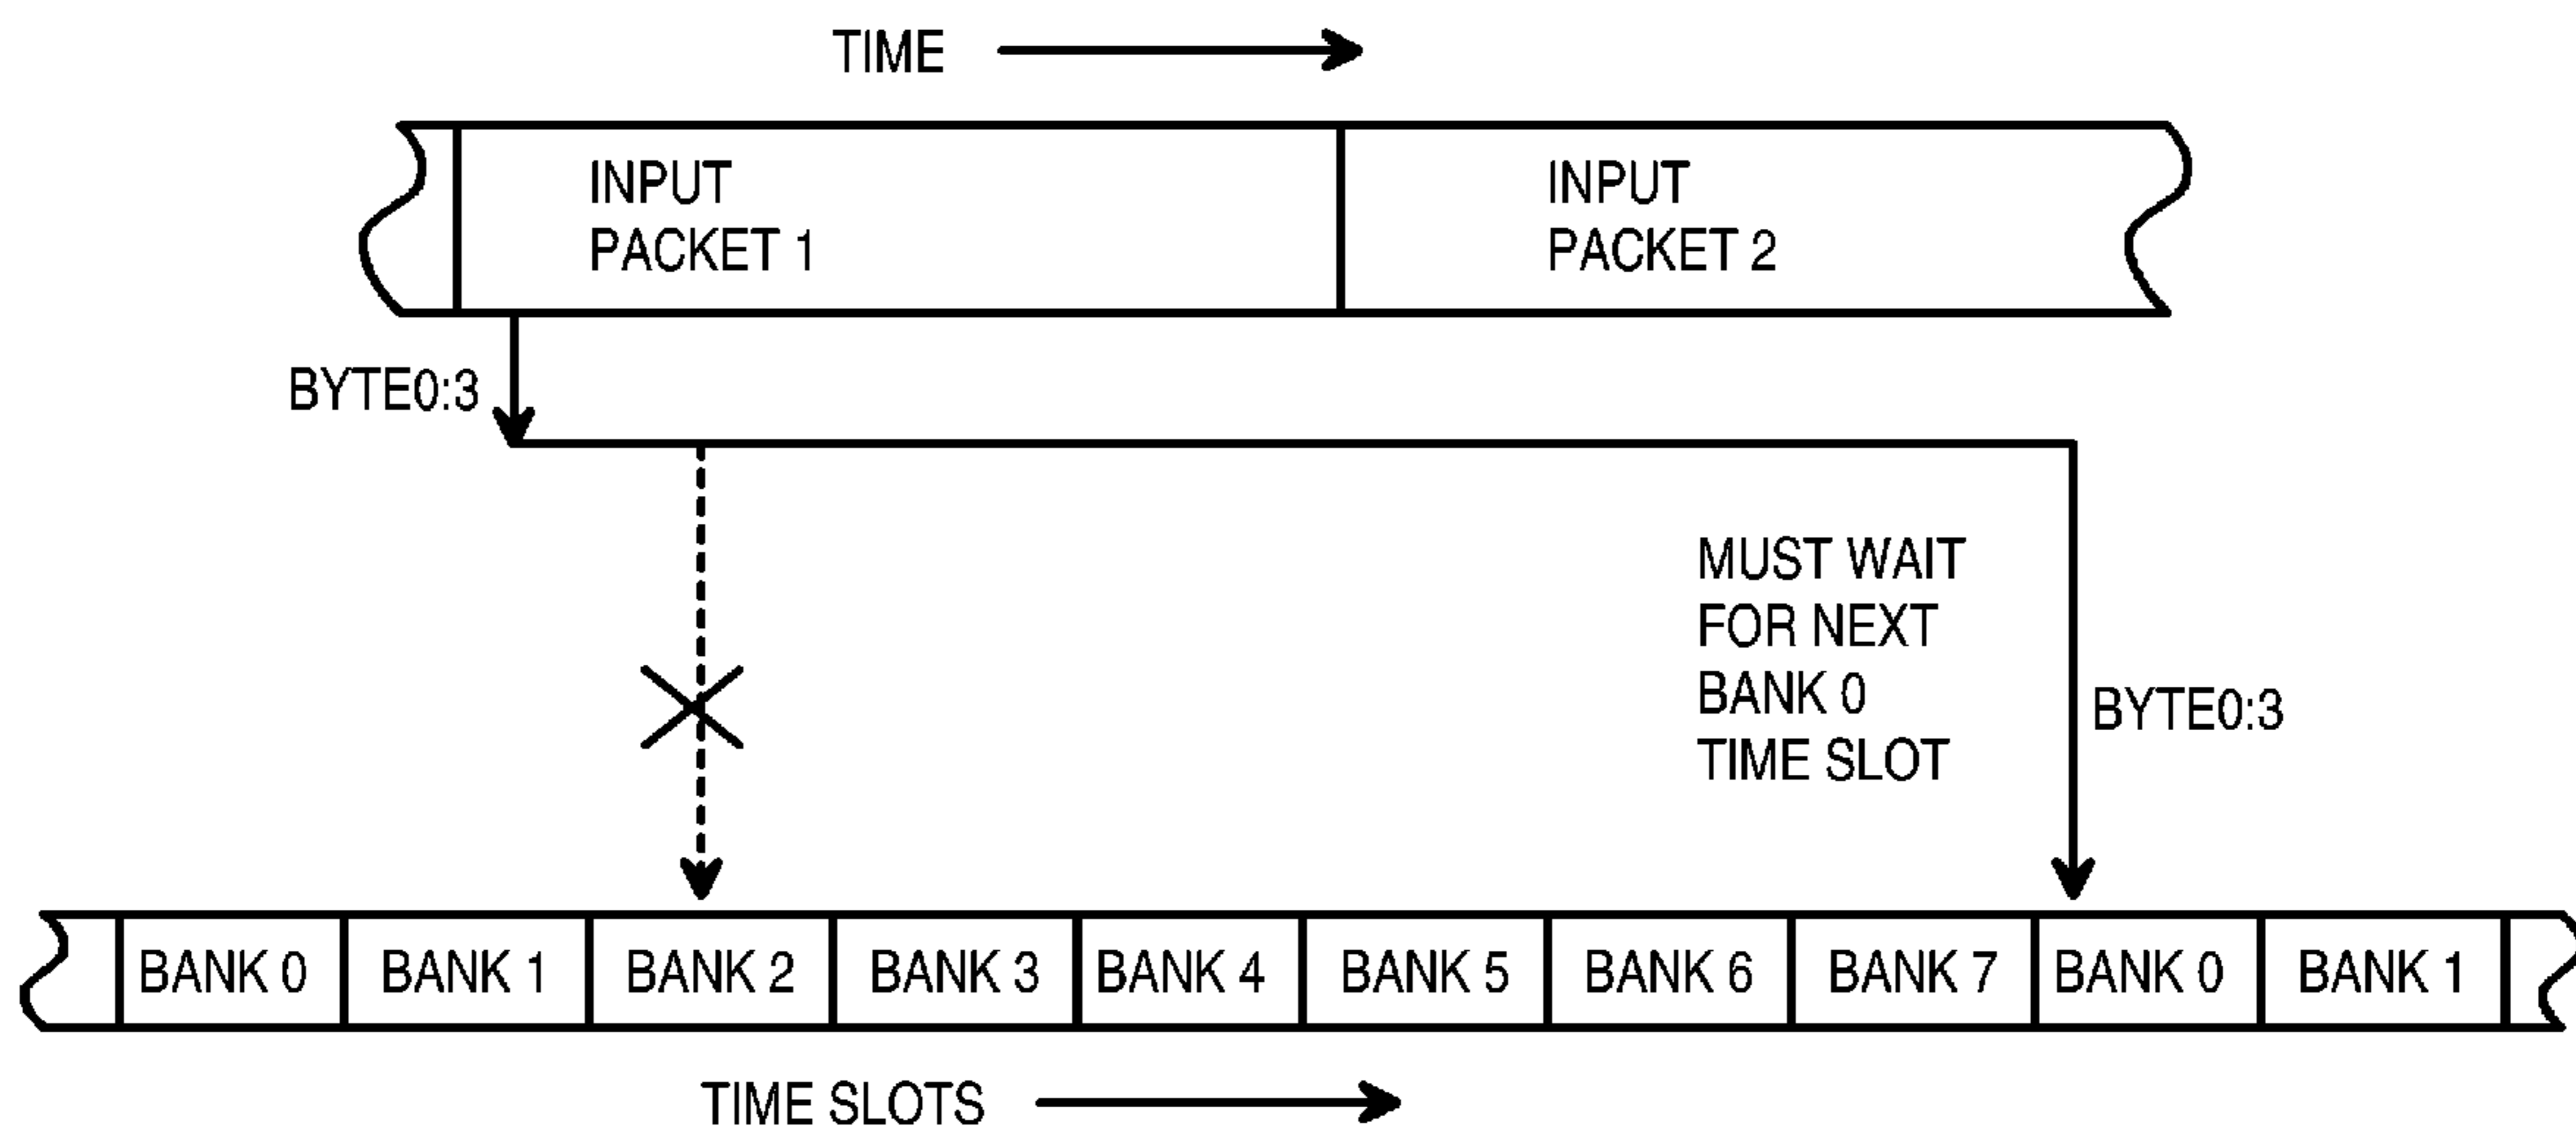 TIME
INPUT
PACKET 1
INPUT
PACKET 2
BYTE0:3
MUST WAIT
FOR NEXT
BANK 0
TIME SLOT
BYTE0:3
BANK 0 BANK 1 BANK 2 BANK 3 BANK 4 BANK 5 BANK 6 BANK 7 BANK 0 BANK 1
TIME SLOTS